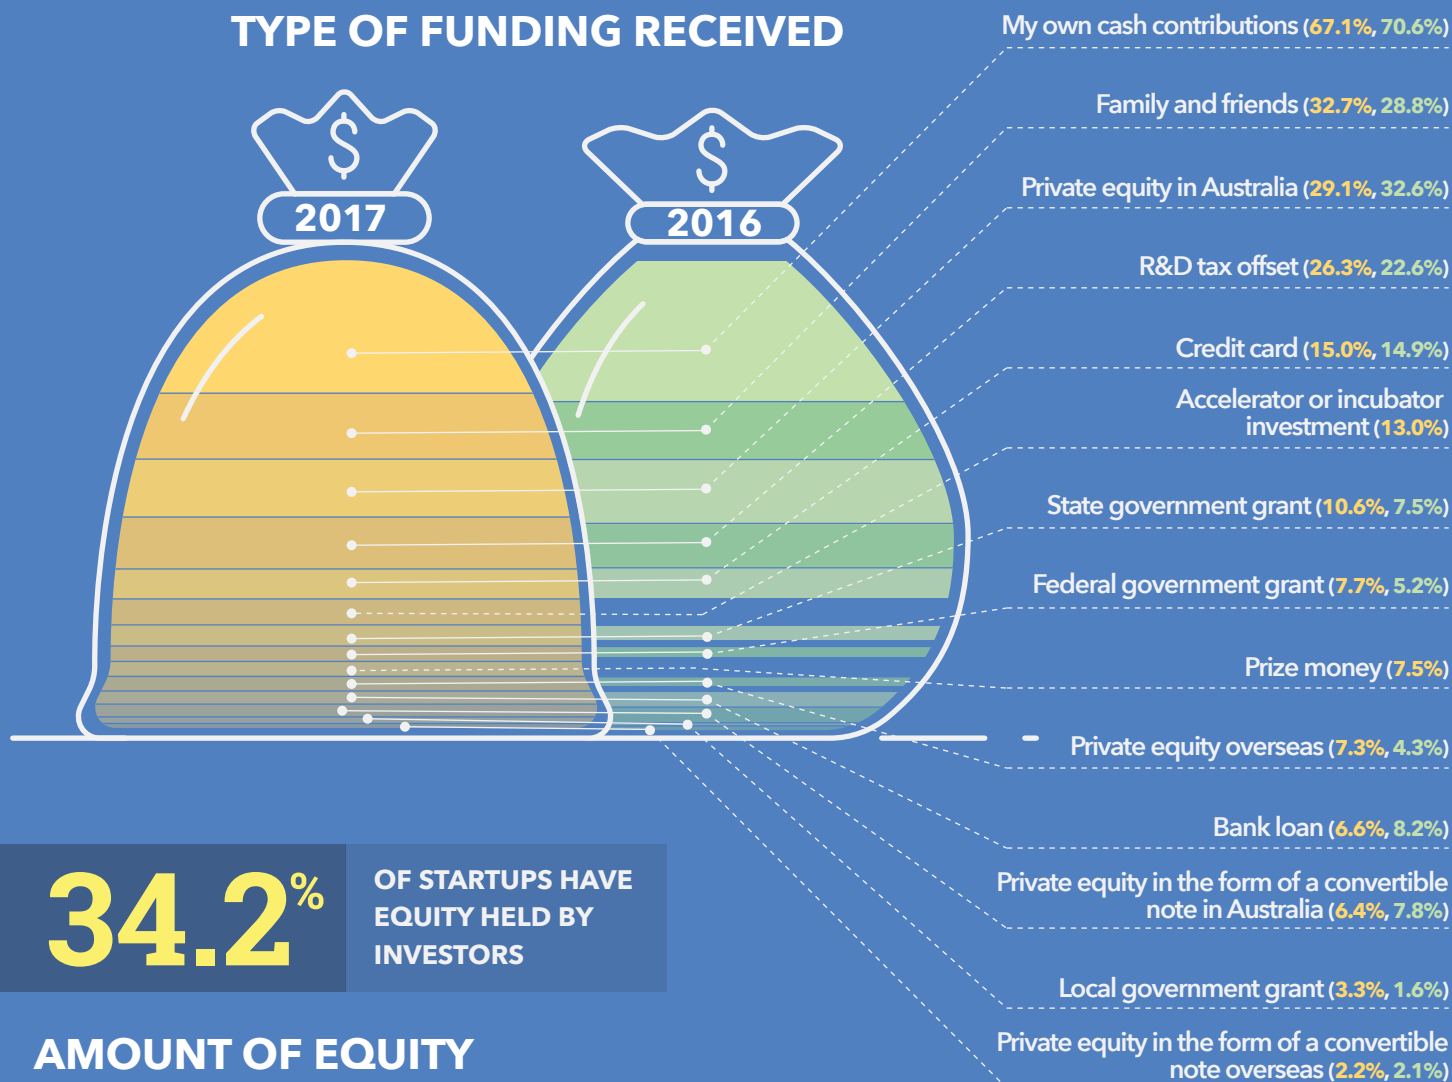 TYPE OF FUNDING RECEIVED
$
2017
$
2016
My own cash contributions (67.1%, 70.6%)
Family and friends (32.7%, 28.8%)
Private equity in Australia (29.1%, 32.6%)
R&D tax offset (26.3%, 22.6%)
Credit card (15.0%, 14.9%)
Accelerator or incubator
investment (13.0%)
State government grant (10.6%, 7.5%)
Federal government grant (7.7%, 5.2%)
Prize money (7.5%)
Private equity overseas (7.3%, 4.3%)
Bank loan (6.6%, 8.2%)
Private equity in the form of a convertible
note in Australia (6.4%, 7.8%)
Local government grant (3.3%, 1.6%)
Private equity in the form of a convertible
note overseas (2.2%, 2.1%)
34.2%
OF STARTUPS HAVE
EQUITY HELD BY
INVESTORS
AMOUNT OF EQUITY